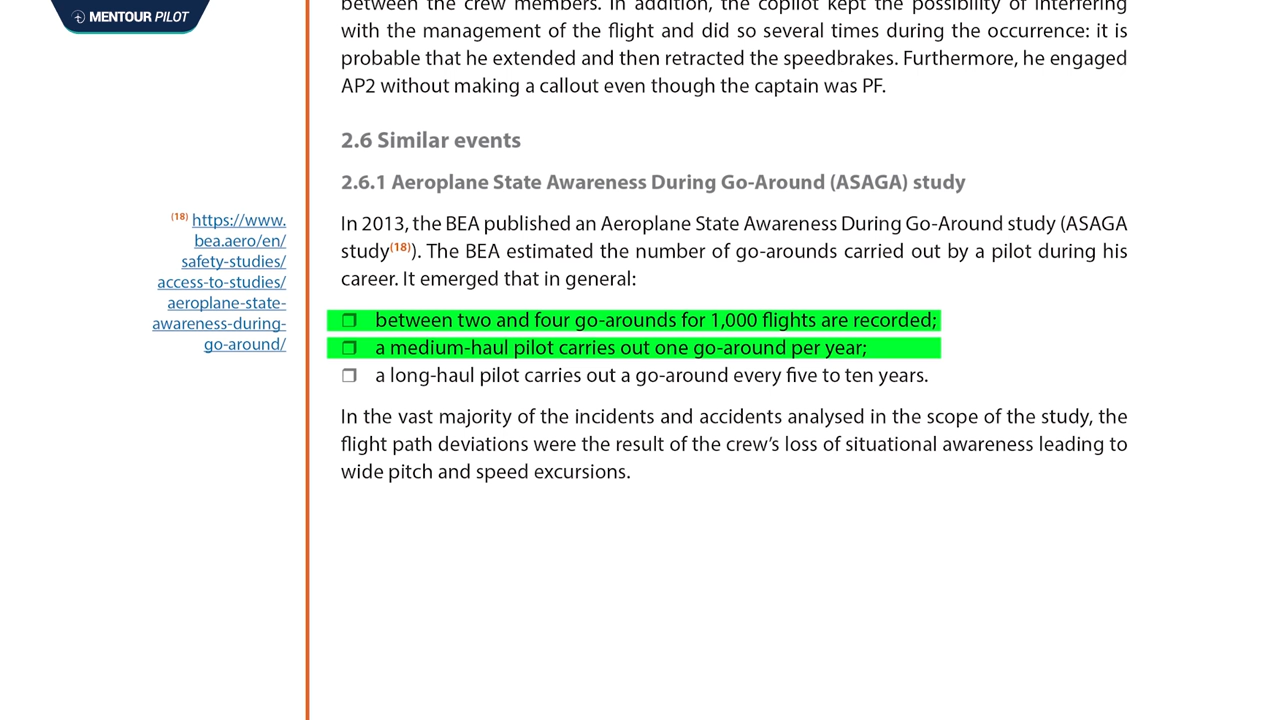 MENTOUR PILOT
between the crew members. In addition, the copilot kept the possibility of interfering
with the management of the flight and did so several times during the occurrence: it is
probable that he extended and then retracted the speedbrakes. Furthermore, he engaged
AP2 without making a callout even though the captain was PF.
2.6 Similar events
2.6.1 Aeroplane State Awareness During Go-Around (ASAGA) study
(18) https://www.
bea.aero/en/
safety-studies/
access-to-studies/
aeroplane-state-
awareness-during-
go-around/
In 2013, the BEA published an Aeroplane State Awareness During Go-Around study (ASAGA
study(18)). The BEA estimated the number of go-arounds carried out by a pilot during his
career. It emerged that in general:
❒ between two and four go-arounds for 1,000 flights are recorded;
❒ a medium-haul pilot carries out one go-around per year;
❒ a long-haul pilot carries out a go-around every five to ten years.
In the vast majority of the incidents and accidents analysed in the scope of the study, the
flight path deviations were the result of the crew’s loss of situational awareness leading to
wide pitch and speed excursions.